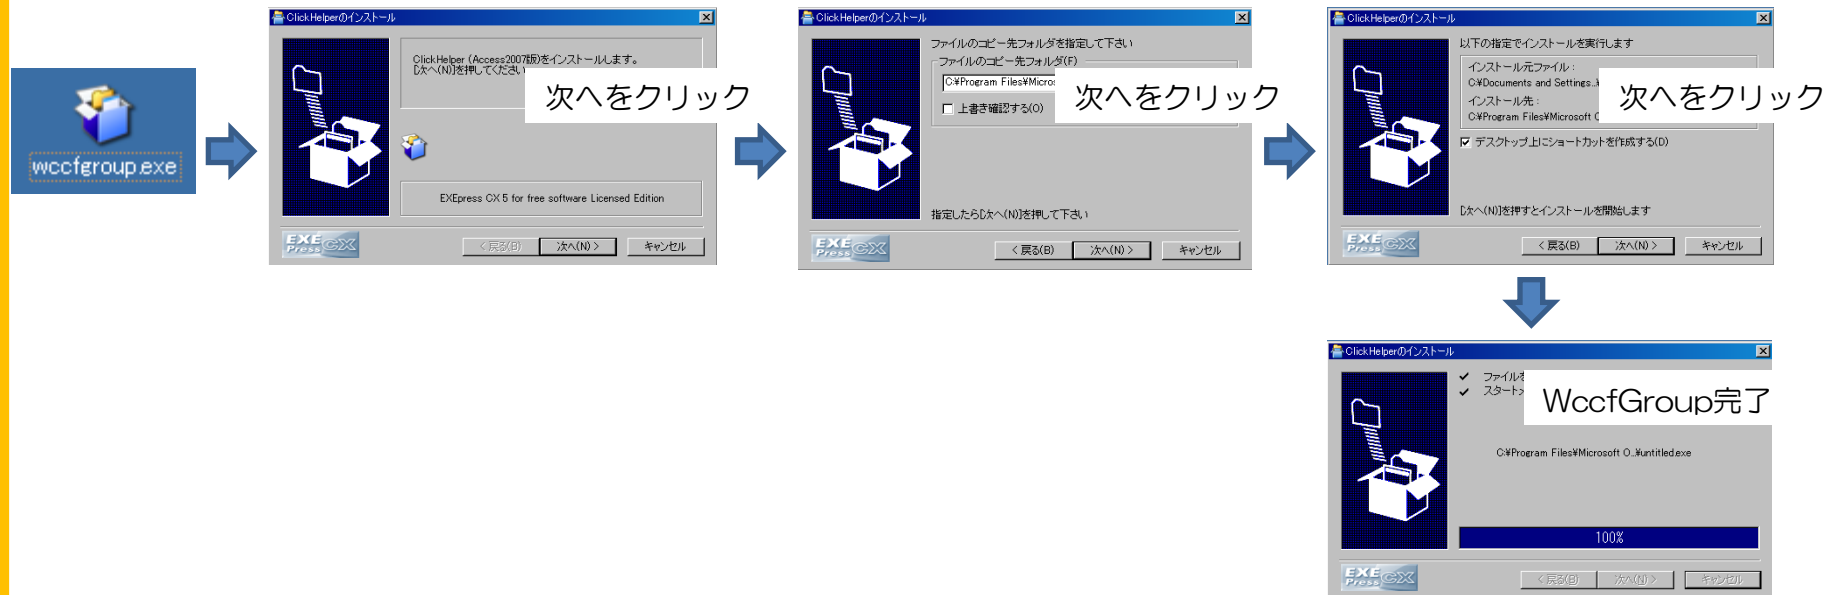 wccfgroup.exe
ClickHelperのインストール
ClickHelper (Access2007版)をインストールします。
[次へ(N)]を押してください
次へをクリック
EXEpress CX 5 for free software Licensed Edition
EXE Press CX
< 戻る(B)
次へ(N) >
キャンセル
ClickHelperのインストール
ファイルのコピー先フォルダを指定して下さい
ファイルのコピー先フォルダ(F)
C:¥Program Files¥Micros
上書き確認する(O)
次へをクリック
指定したら[次へ(N)]を押して下さい
EXE Press CX
< 戻る(B)
次へ(N) >
キャンセル
ClickHelperのインストール
以下の指定でインストールを実行します
インストール元ファイル :
C:¥Documents and Settings..¥
インストール先 :
C:¥Program Files¥Microsoft O
次へをクリック
デスクトップ上にショートカットを作成する(D)
[次へ(N)]を押すとインストールを開始します
EXE Press CX
< 戻る(B)
次へ(N) >
キャンセル
ClickHelperのインストール
ファイルを
スタート
WccfGroup完了
C:¥Program Files¥Microsoft O..¥untitled.exe
100%
EXE Press CX
< 戻る(B)
次へ(N) >
キャンセル